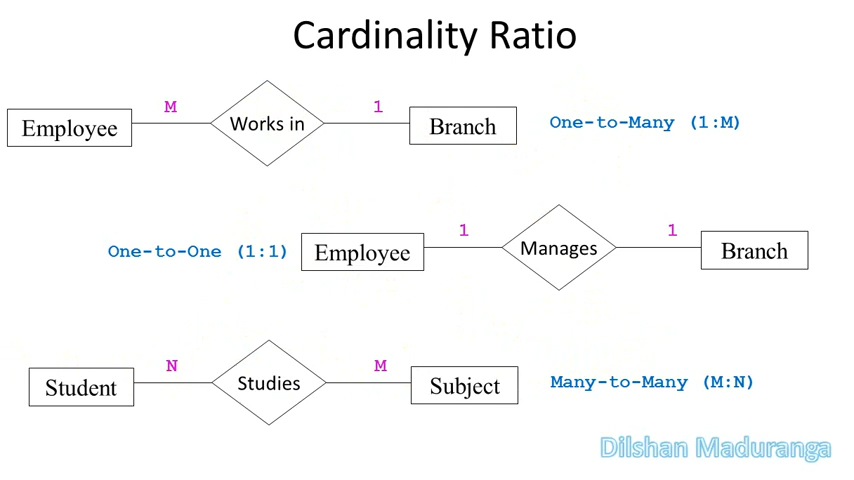 Cardinality Ratio
M
1
Employee
Works in
Branch
One-to-Many (1:M)
1
1
One-to-One (1:1)
Employee
Manages
Branch
N
M
Student
Studies
Subject
Many-to-Many (M:N)
Dilshan Maduranga